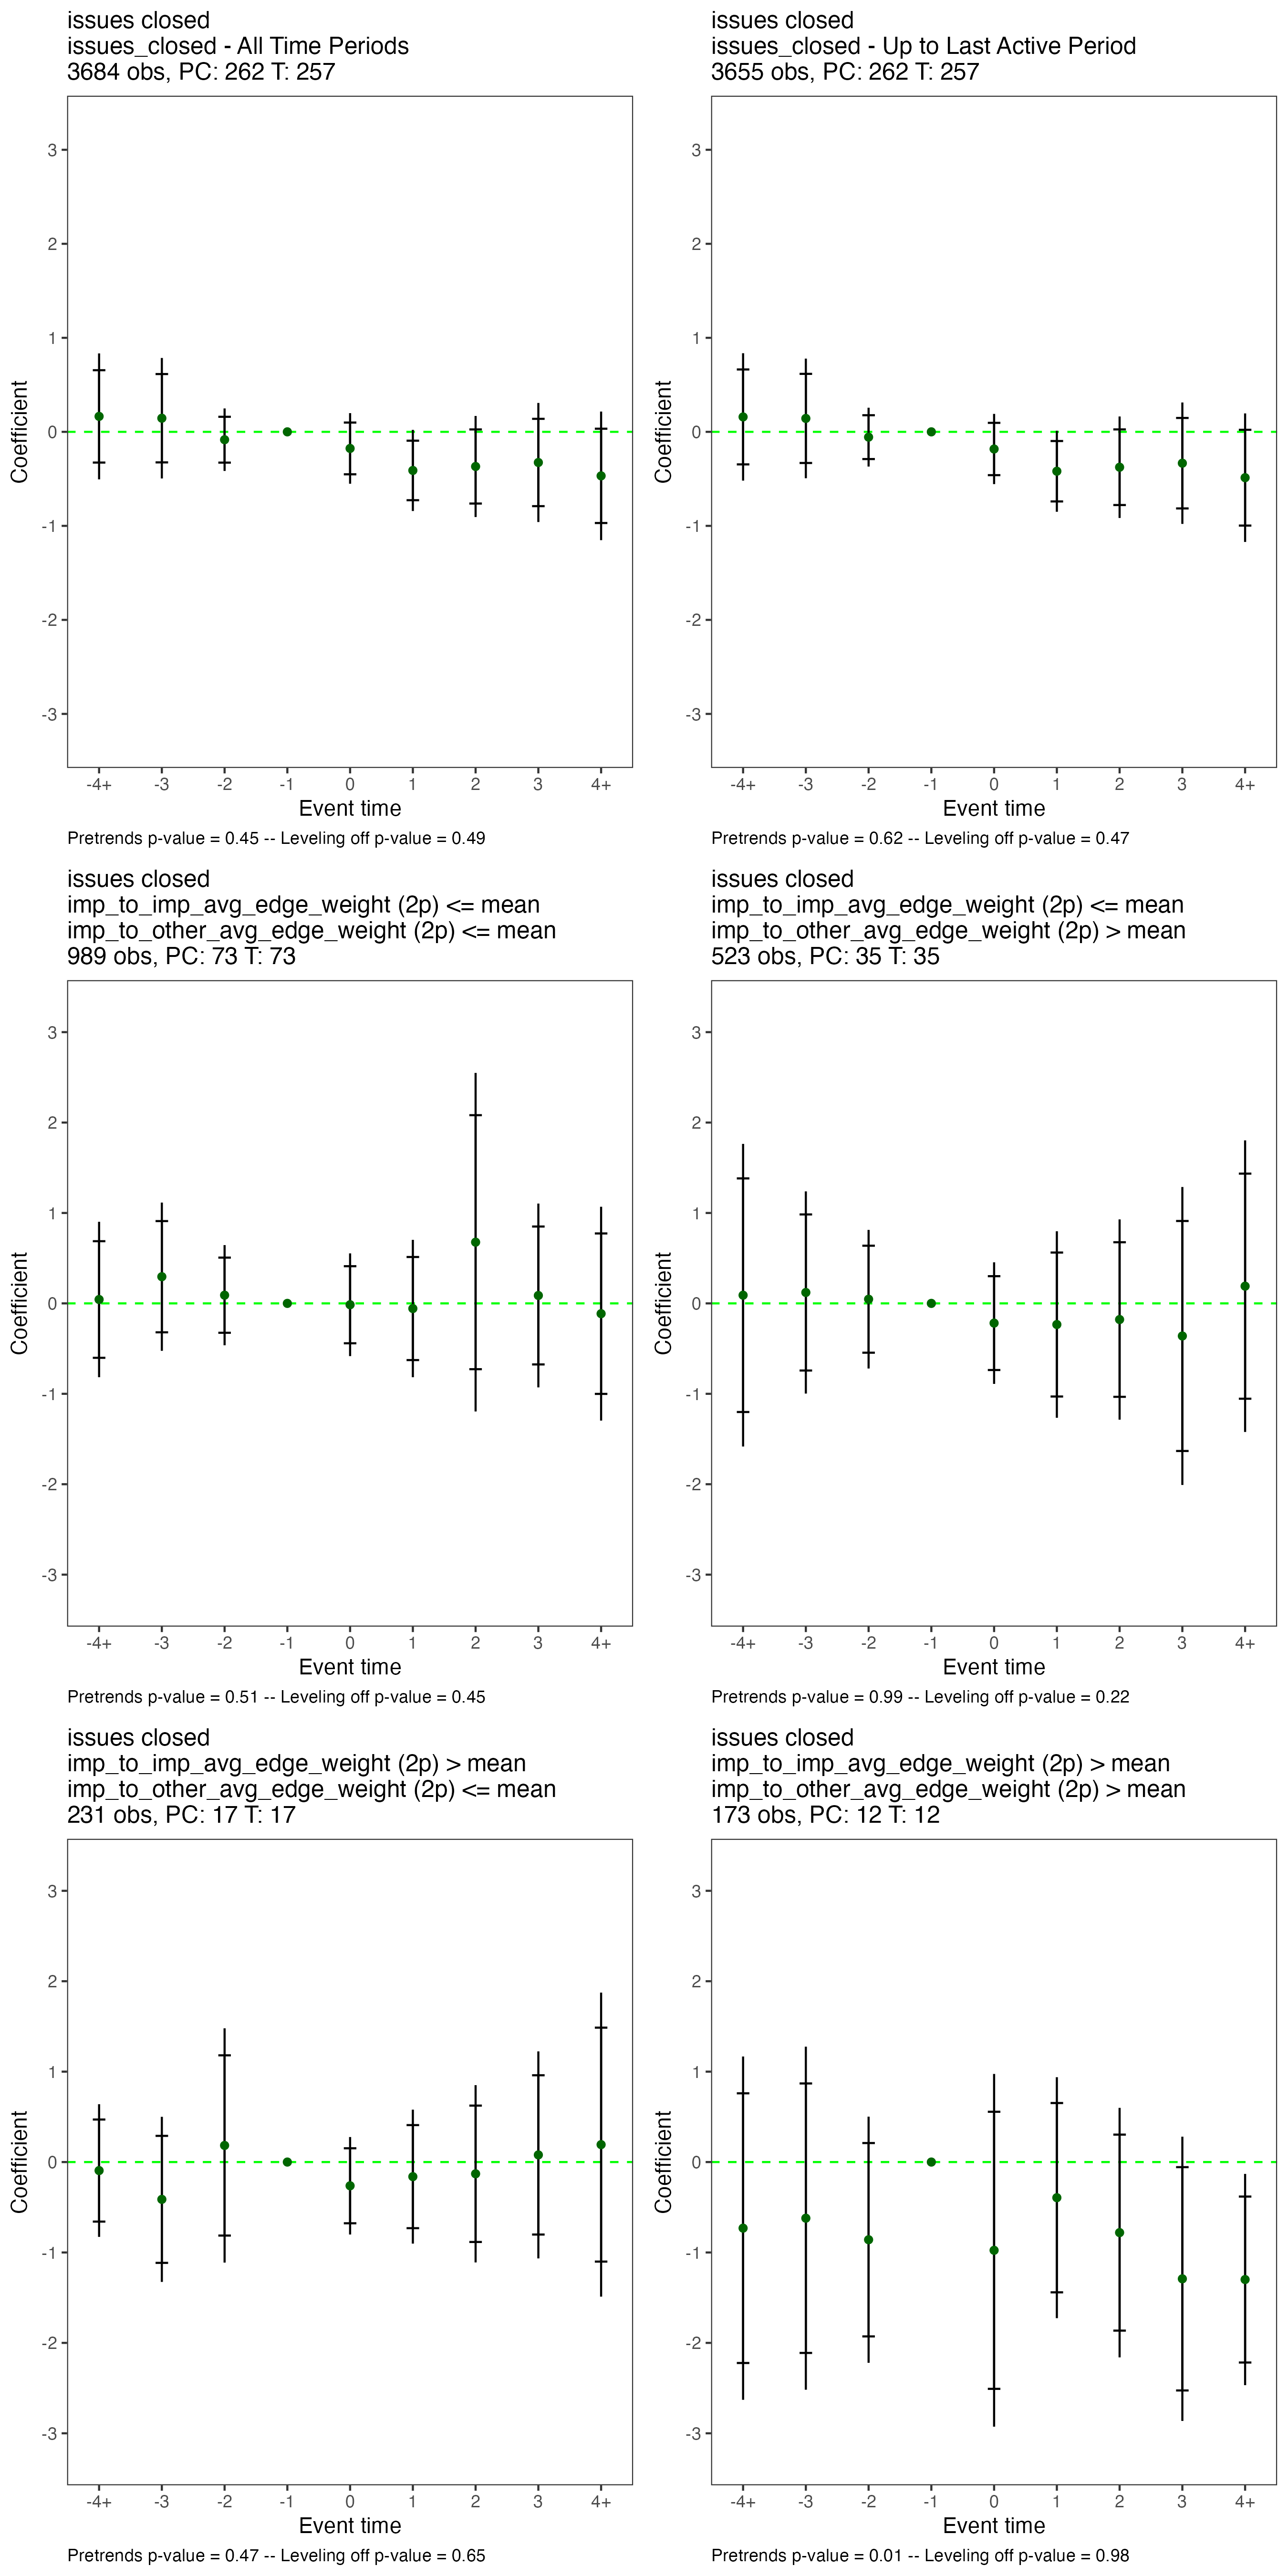 issues closed
issues_closed - All Time Periods
3684 obs, PC: 262 T: 257
3
2
1
0
-1
-2
-3
Coefficient
-4+ -3 -2 -1 0 1 2 3 4+
Event time
Pretrends p-value = 0.45 -- Leveling off p-value = 0.49
issues closed
issues_closed - Up to Last Active Period
3655 obs, PC: 262 T: 257
3
2
1
0
-1
-2
-3
Coefficient
-4+ -3 -2 -1 0 1 2 3 4+
Event time
Pretrends p-value = 0.62 -- Leveling off p-value = 0.47
issues closed
imp_to_imp_avg_edge_weight (2p) <= mean
imp_to_other_avg_edge_weight (2p) <= mean
989 obs, PC: 73 T: 73
3
2
1
0
-1
-2
-3
Coefficient
-4+ -3 -2 -1 0 1 2 3 4+
Event time
Pretrends p-value = 0.51 -- Leveling off p-value = 0.45
issues closed
imp_to_imp_avg_edge_weight (2p) <= mean
imp_to_other_avg_edge_weight (2p) > mean
523 obs, PC: 35 T: 35
3
2
1
0
-1
-2
-3
Coefficient
-4+ -3 -2 -1 0 1 2 3 4+
Event time
Pretrends p-value = 0.99 -- Leveling off p-value = 0.22
issues closed
imp_to_imp_avg_edge_weight (2p) > mean
imp_to_other_avg_edge_weight (2p) <= mean
231 obs, PC: 17 T: 17
3
2
1
0
-1
-2
-3
Coefficient
-4+ -3 -2 -1 0 1 2 3 4+
Event time
Pretrends p-value = 0.47 -- Leveling off p-value = 0.65
issues closed
imp_to_imp_avg_edge_weight (2p) > mean
imp_to_other_avg_edge_weight (2p) > mean
173 obs, PC: 12 T: 12
3
2
1
0
-1
-2
-3
Coefficient
-4+ -3 -2 -1 0 1 2 3 4+
Event time
Pretrends p-value = 0.01 -- Leveling off p-value = 0.98